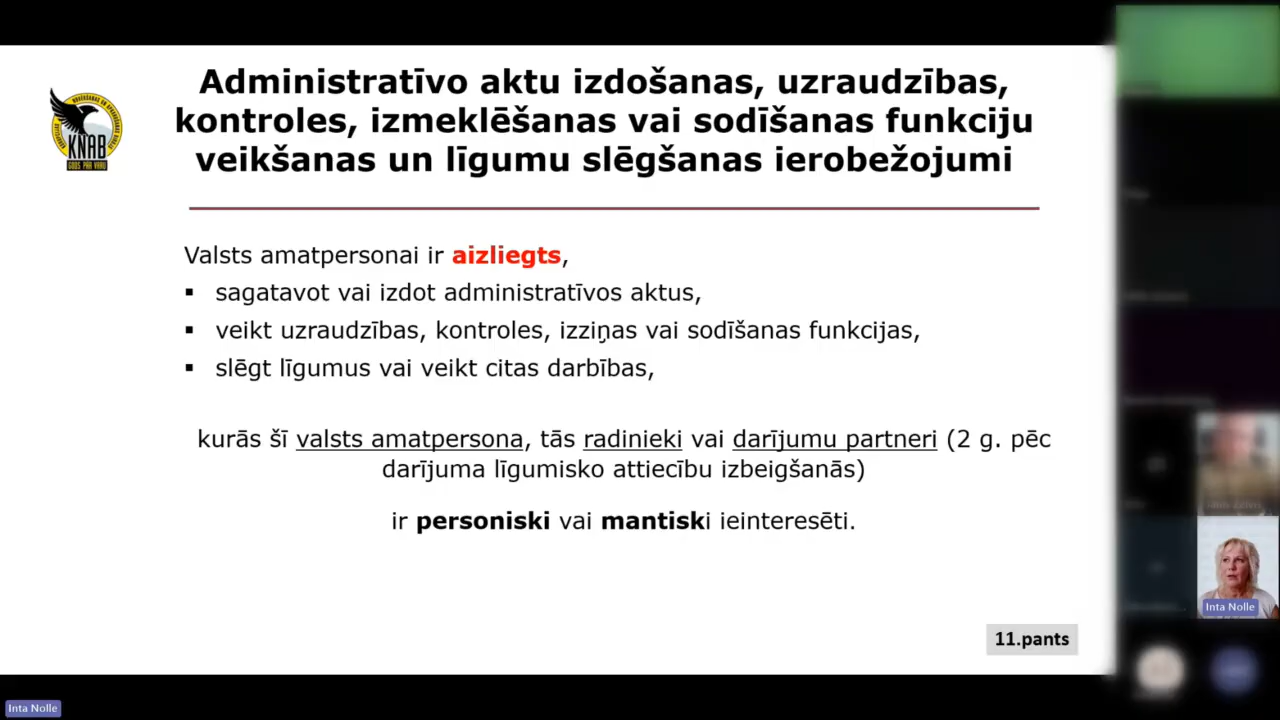 Administratīvo aktu izdošanas, uzraudzības,
kontroles, izmeklēšanas vai sodīšanas funkciju
veikšanas un līgumu slēgšanas ierobežojumi
KNAB
GODS PĀR VARU
Valsts amatpersonai ir aizliegts,
▪ sagatavot vai izdot administratīvos aktus,
▪ veikt uzraudzības, kontroles, izziņas vai sodīšanas funkcijas,
▪ slēgt līgumus vai veikt citas darbības,
kurās šī valsts amatpersona, tās radinieki vai darījumu partneri (2 g. pēc
darījuma līgumisko attiecību izbeigšanās)
ir personiski vai mantiski ieinteresēti.
11.pants
Inta Nolle
Inta Nolle